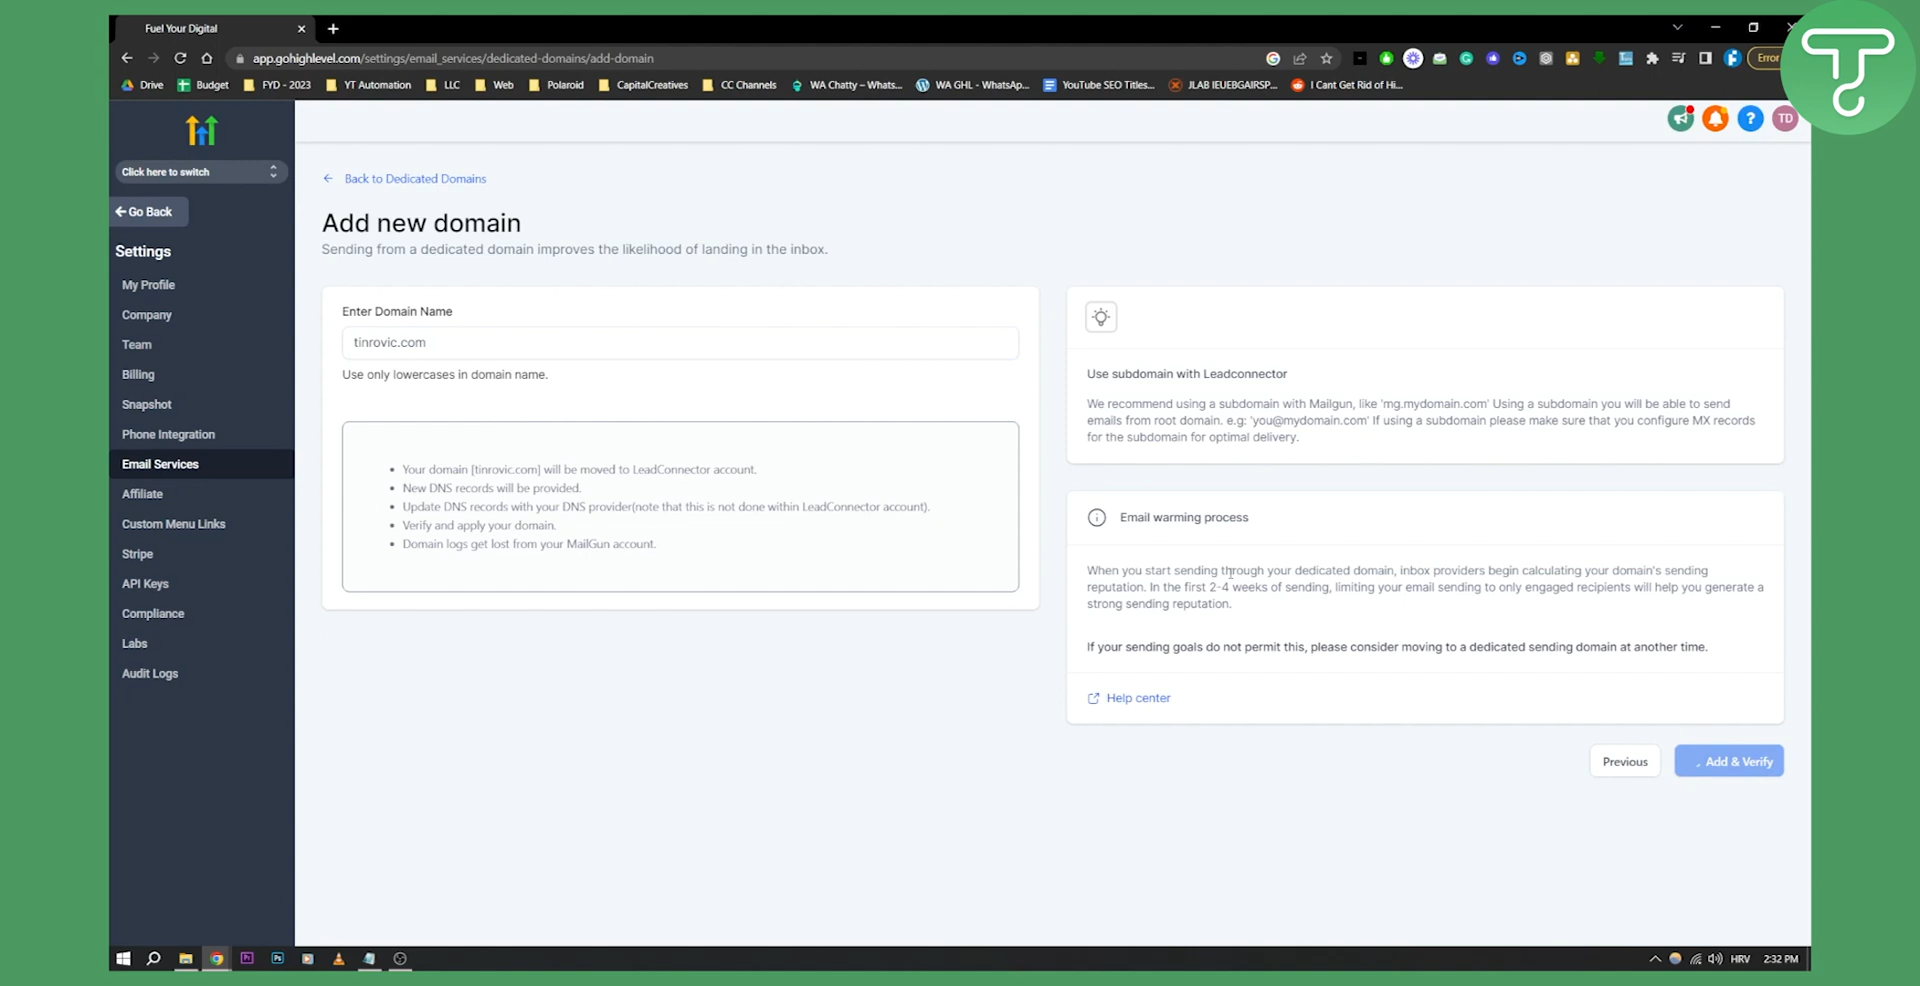 Fuel Your Digital
app.gohighlevel.com/settings/email_services/dedicated-domains/add-domain
Error
Drive
Budget
FYD - 2023
YT Automation
LLC
Web
Polaroid
CapitalCreatives
CC Channels
WA Chatty – Whats...
WA GHL - WhatsAp...
YouTube SEO Titles...
JLAB IEUEBGAIRSP...
I Cant Get Rid of Hi...
TD
Click here to switch
Go Back
Settings
My Profile
Company
Team
Billing
Snapshot
Phone Integration
Email Services
Affiliate
Custom Menu Links
Stripe
API Keys
Compliance
Labs
Audit Logs
Back to Dedicated Domains
Add new domain
Sending from a dedicated domain improves the likelihood of landing in the inbox.
Enter Domain Name
tinrovic.com
Use only lowercases in domain name.
• Your domain [tinrovic.com] will be moved to LeadConnector account.
• New DNS records will be provided.
• Update DNS records with your DNS provider(note that this is not done within LeadConnector account).
• Verify and apply your domain.
• Domain logs get lost from your MailGun account.
Use subdomain with Leadconnector
We recommend using a subdomain with Mailgun, like 'mg.mydomain.com' Using a subdomain you will be able to send
emails from root domain. e.g: 'you@mydomain.com' If using a subdomain please make sure that you configure MX records
for the subdomain for optimal delivery.
Email warming process
When you start sending through your dedicated domain, inbox providers begin calculating your domain's sending
reputation. In the first 2-4 weeks of sending, limiting your email sending to only engaged recipients will help you generate a
strong sending reputation.
If your sending goals do not permit this, please consider moving to a dedicated sending domain at another time.
Help center
Previous
Add & Verify
Pr
Ps
HRV
2:32 PM